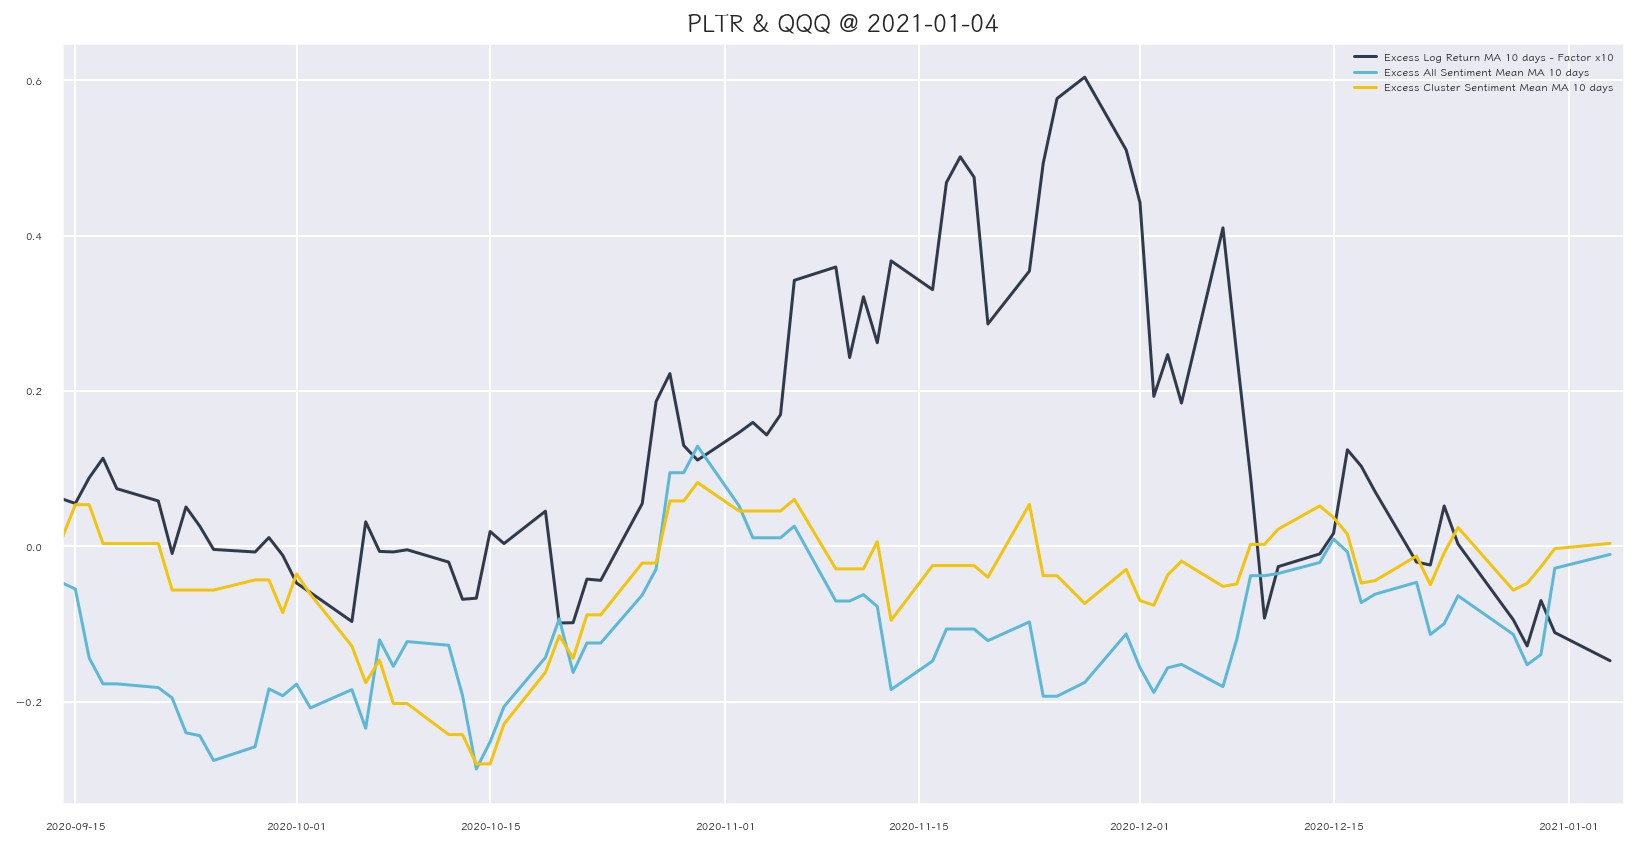 PLTR & QQQ @ 2021-01-04
Excess Log Return MA 10 days - Factor x10
Excess All Sentiment Mean MA 10 days
Excess Cluster Sentiment Mean MA 10 days
0.6
0.4
0.2
0.0
−0.2
2020-09-15 2020-10-01 2020-10-15 2020-11-01 2020-11-15 2020-12-01 2020-12-15 2021-01-01